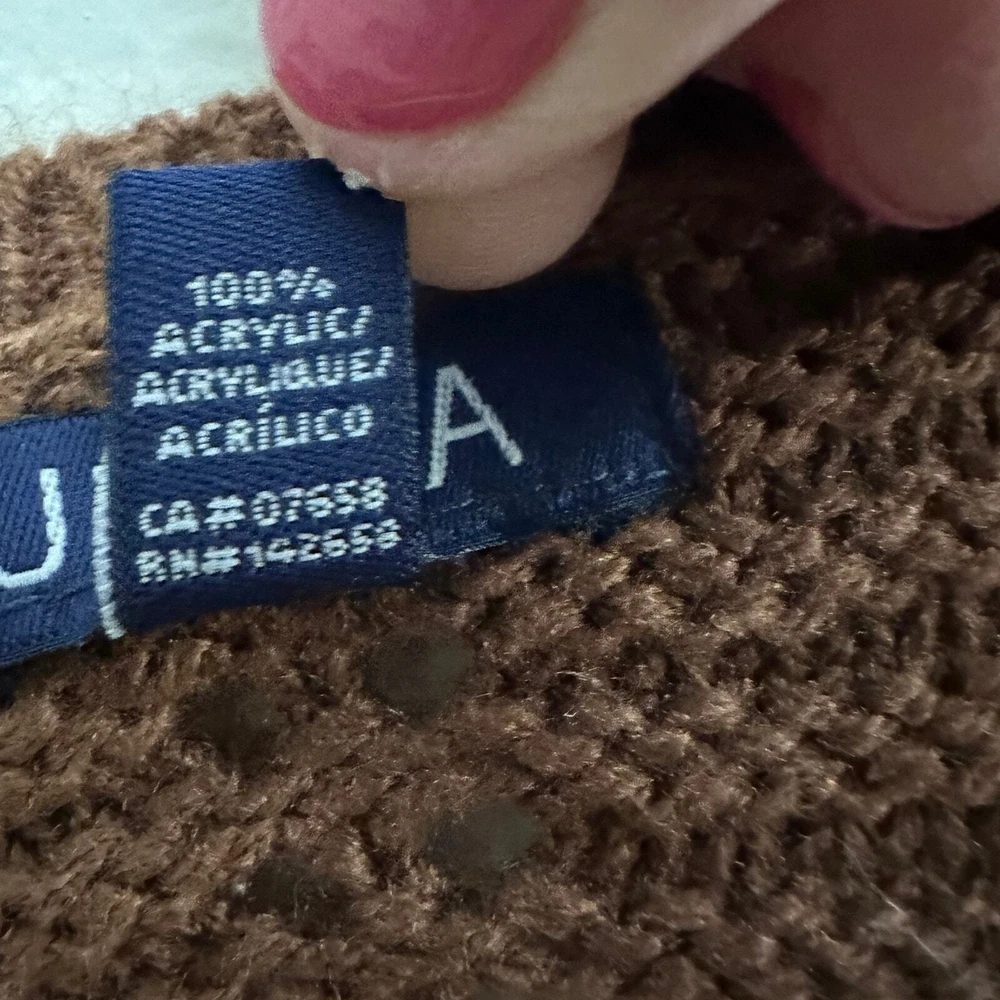 100%
ACRYLIC/
ACRYLIQUE/
ACRÍLICO
CA#07658
RN#142658
U
A